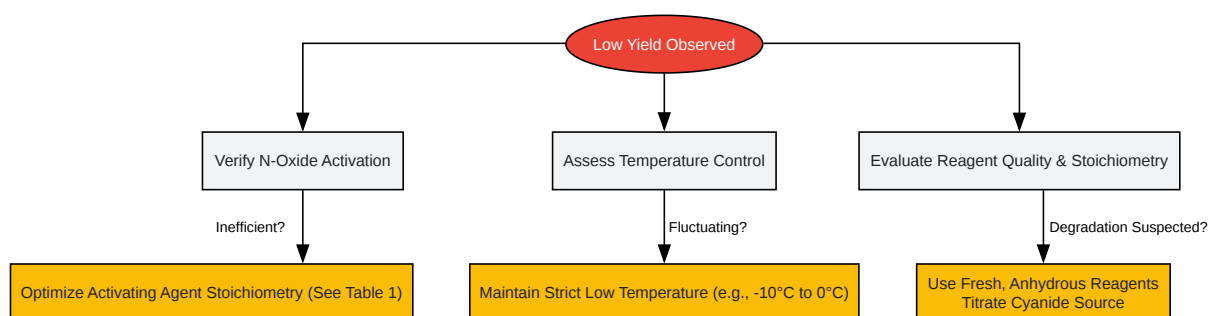 Low Yield Observed
Verify N-Oxide Activation
Assess Temperature Control
Evaluate Reagent Quality & Stoichiometry
Inefficient?
Fluctuating?
Degradation Suspected?
Optimize Activating Agent Stoichiometry (See Table 1)
Maintain Strict Low Temperature (e.g., -10°C to 0°C)
Use Fresh, Anhydrous Reagents
Titrate Cyanide Source